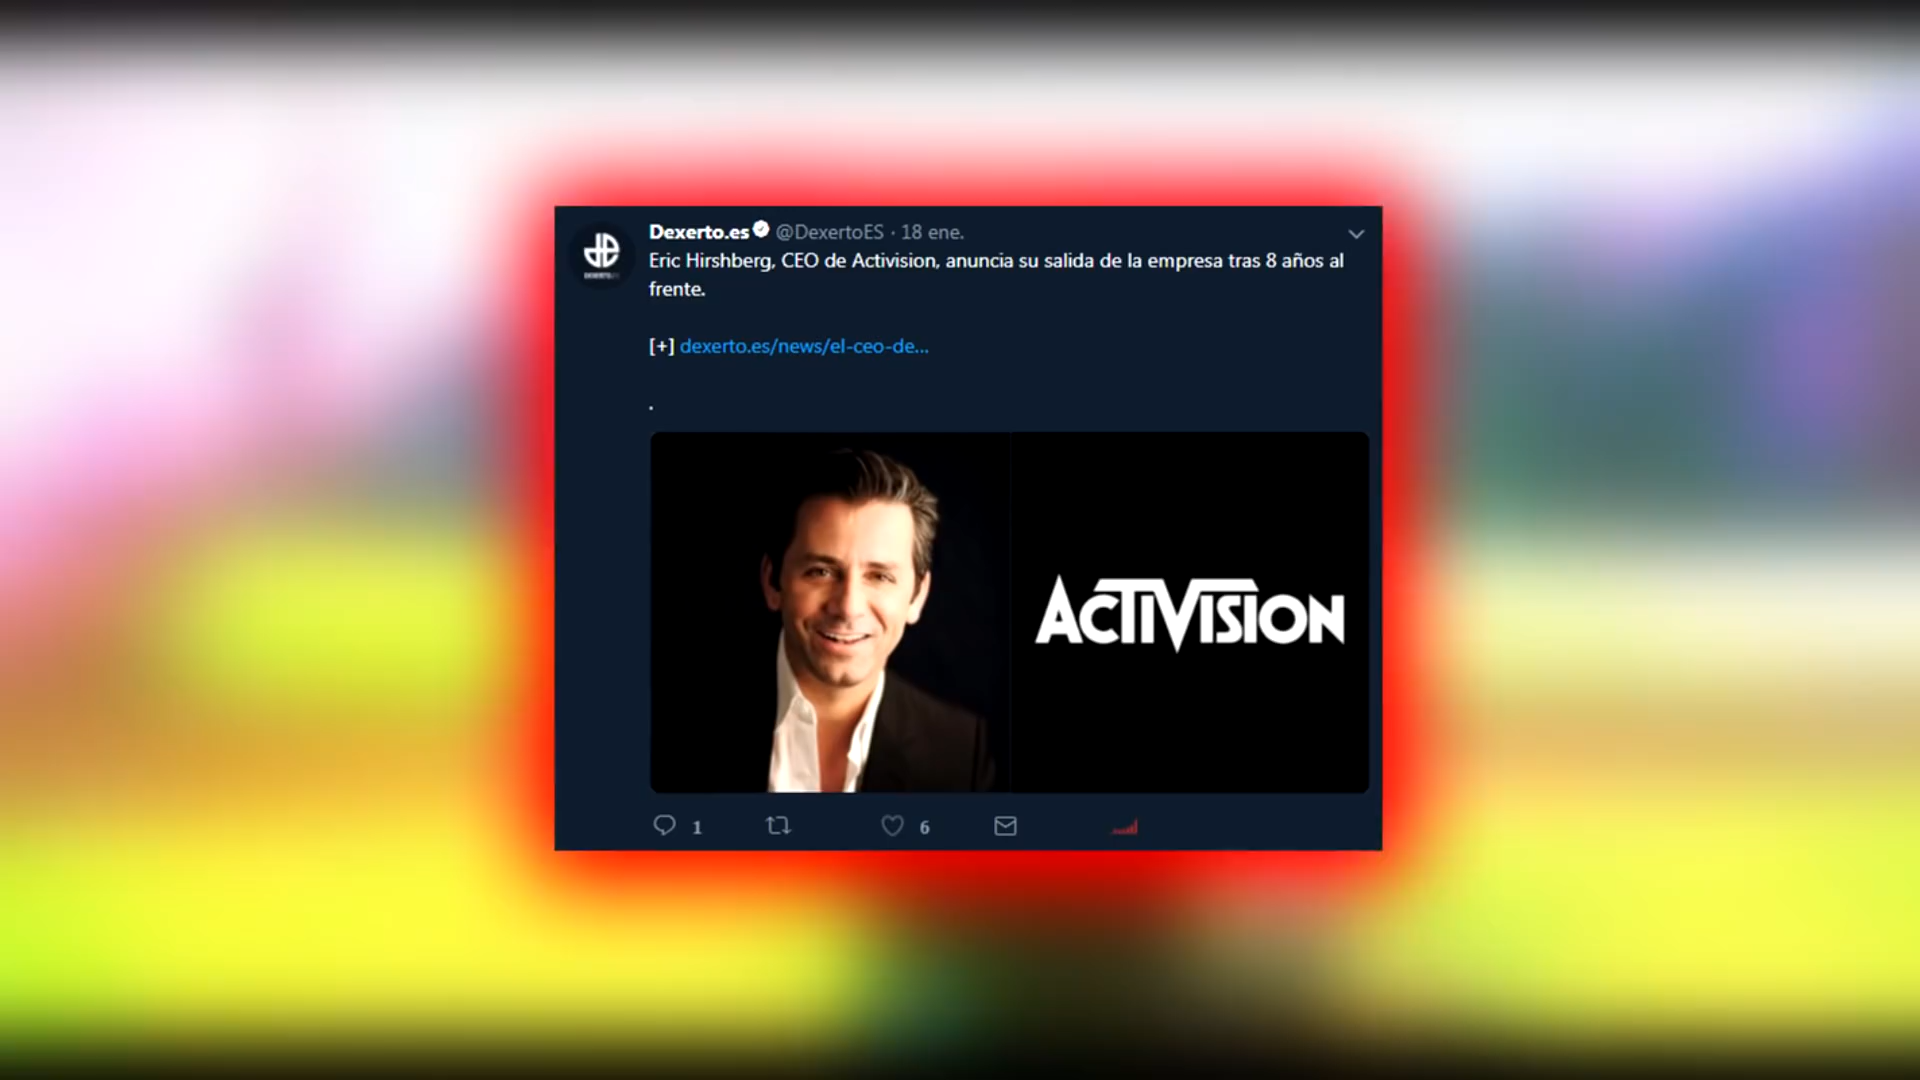 Dexerto.es @DexertoES · 18 ene.
Eric Hirshberg, CEO de Activision, anuncia su salida de la empresa tras 8 años al
frente.
[+] dexerto.es/news/el-ceo-de...
.
ACTIVISION
1 6